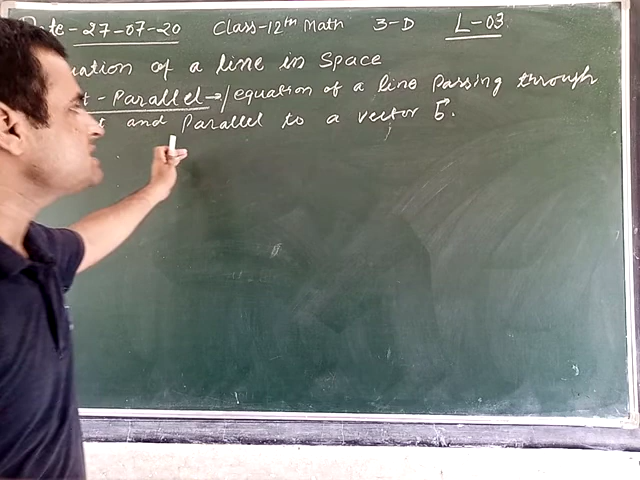 Date - 27-07-20 Class-12th Math 3-D L-03
uation of a line in Space
t - Parallel → / equation of a line Passing through
t and Parallel to a vector b⃗.